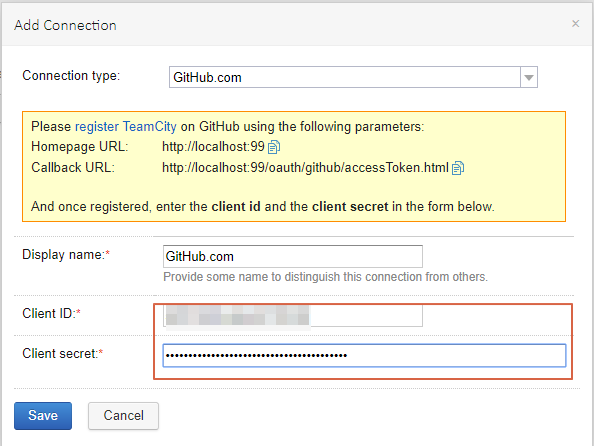 Add Connection
Connection type: GitHub.com
Please register TeamCity on GitHub using the following parameters:
Homepage URL: http://localhost:99
Callback URL: http://localhost:99/oauth/github/accessToken.html
And once registered, enter the client id and the client secret in the form below.
Display name:* GitHub.com
Provide some name to distinguish this connection from others.
Client ID:*
Client secret:* ••••••••••••••••••••••••••••••••••••••••
Save Cancel